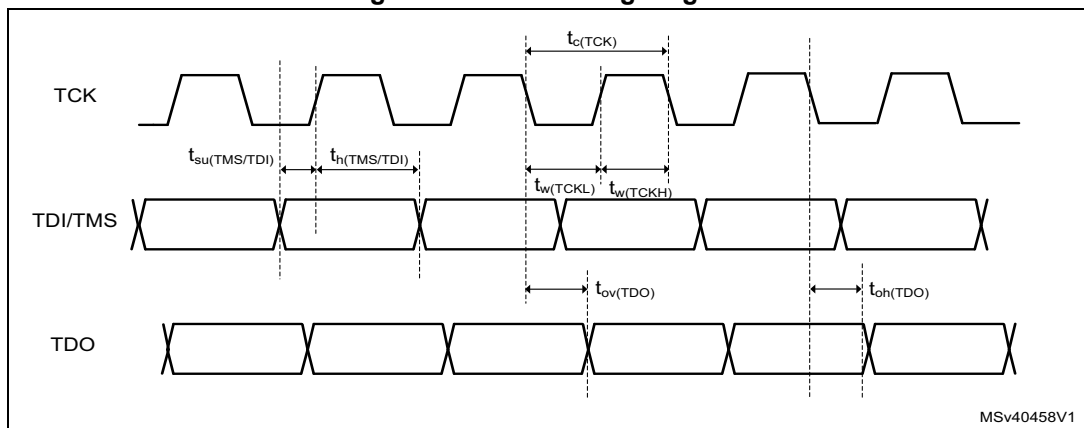 tc(TCK)
TCK
tsu(TMS/TDI) th(TMS/TDI)
tw(TCKL) tw(TCKH)
TDI/TMS
tov(TDO) toh(TDO)
TDO
MSv40458V1